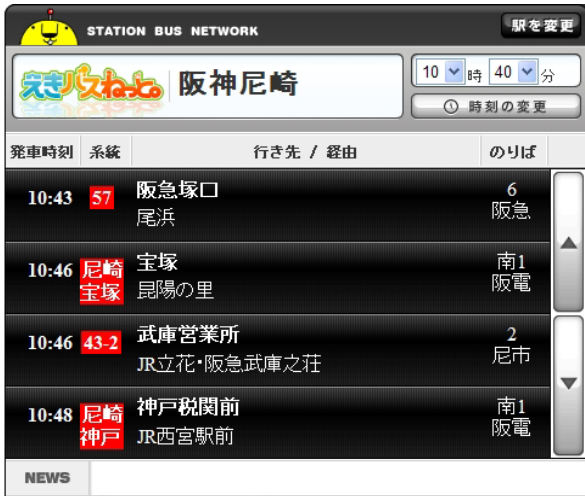 STATION BUS NETWORK
駅を変更
えきバスねっと。
阪神尼崎
10 時 40 分
時刻の変更
発車時刻 系統 行き先 / 経由 のりば
10:43 57 阪急塚口 6
尾浜 阪急
10:46 尼崎 宝塚 南1
宝塚 昆陽の里 阪電
10:46 43-2 武庫営業所 2
JR立花・阪急武庫之荘 尼市
10:48 尼崎 神戸税関前 南1
神戸 JR西宮駅前 阪電
NEWS